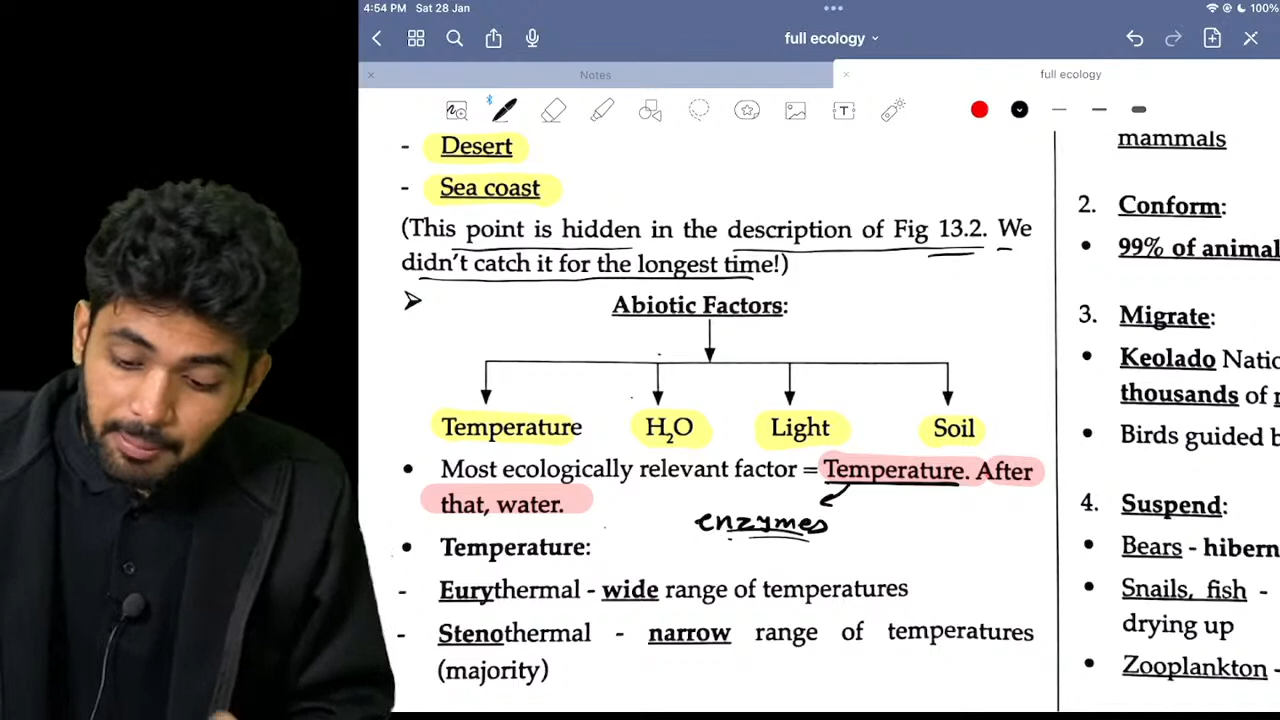 4:54 PM Sat 28 Jan
100%
full ecology
Notes
full ecology
T
- Desert
- Sea coast
(This point is hidden in the description of Fig 13.2. We
didn't catch it for the longest time!)
Abiotic Factors:
Temperature H₂O Light Soil
• Most ecologically relevant factor = Temperature. After
that, water.
enzymes
• Temperature:
- Eurythermal - wide range of temperatures
- Stenothermal - narrow range of temperatures
(majority)
mammals
2. Conform:
• 99% of animal
3. Migrate:
• Keolado Natio
thousands of
• Birds guided b
4. Suspend:
• Bears - hibern
• Snails, fish -
drying up
• Zooplankton -